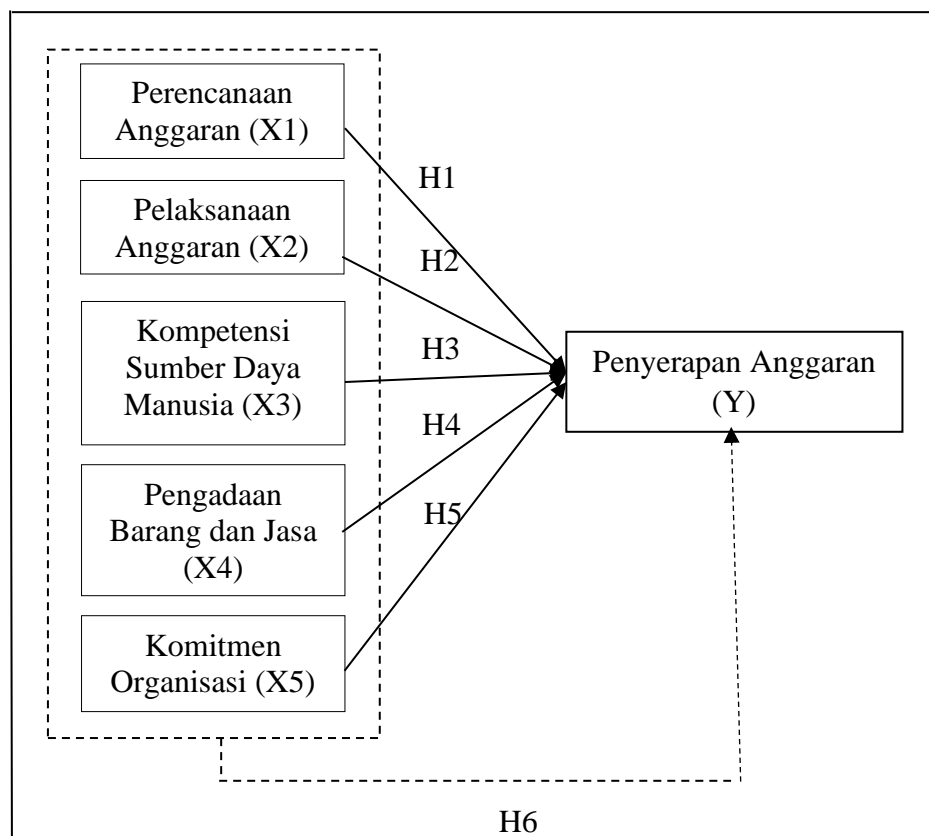 Perencanaan
Anggaran (X1)
H1
Pelaksanaan
Anggaran (X2)
H2
Kompetensi
Sumber Daya
Manusia (X3)
H3
Penyerapan Anggaran
(Y)
H4
Pengadaan
Barang dan Jasa
(X4)
H5
Komitmen
Organisasi (X5)
H6